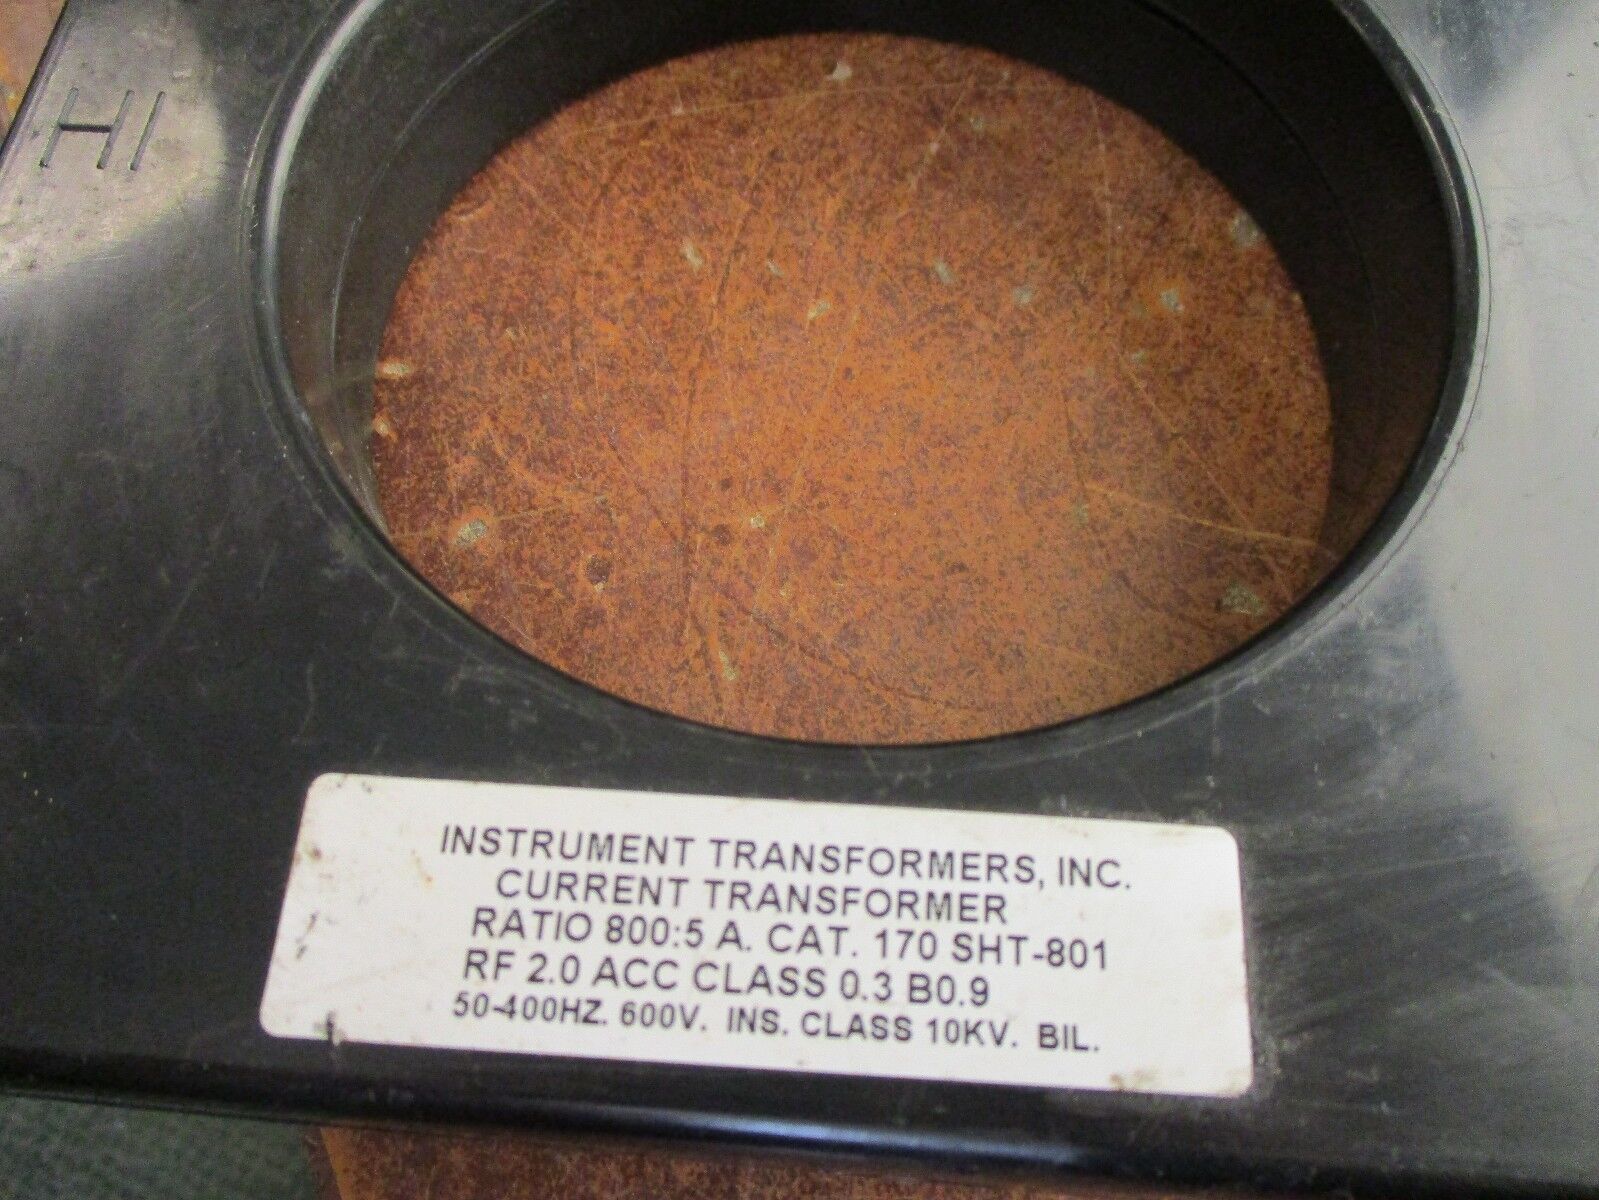 H1
INSTRUMENT TRANSFORMERS, INC.
CURRENT TRANSFORMER
RATIO 800:5 A. CAT. 170 SHT-801
RF 2.0 ACC CLASS 0.3 B0.9
50-400HZ. 600V. INS. CLASS 10KV. BIL.